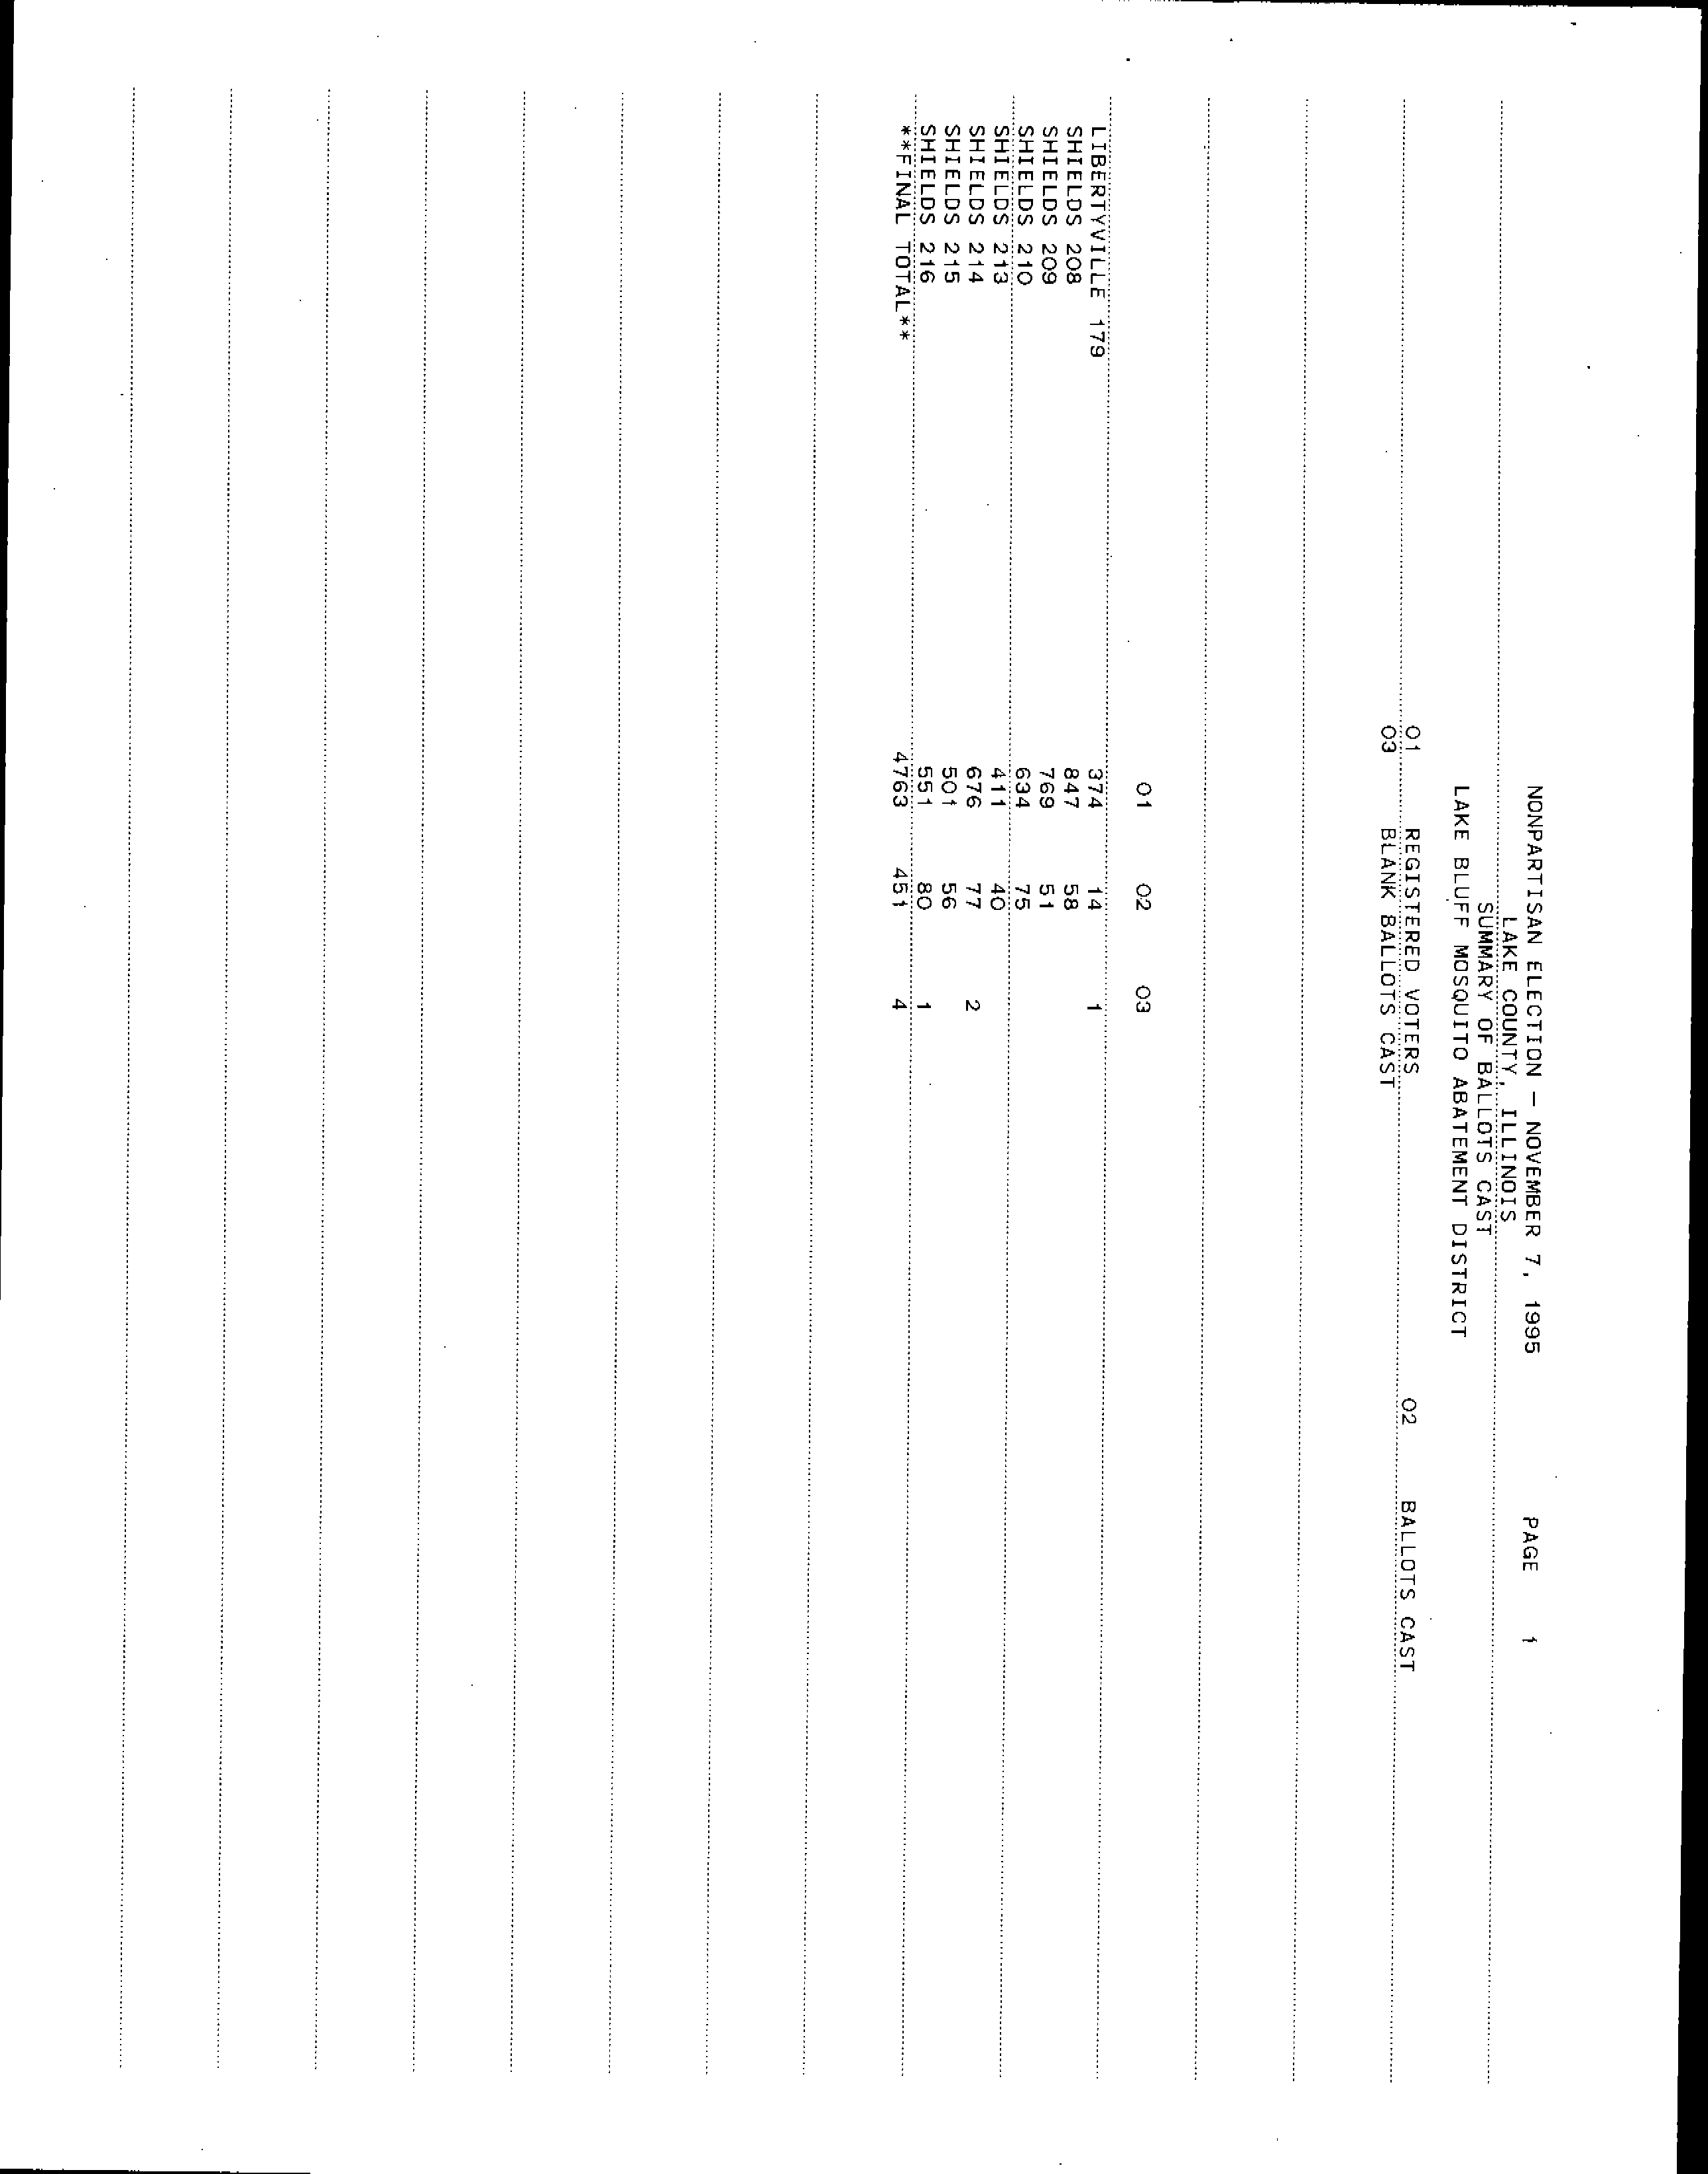 NONPARTISAN ELECTION - NOVEMBER 7, 1995 PAGE 1
LAKE COUNTY, ILLINOIS
SUMMARY OF BALLOTS CAST
LAKE BLUFF MOSQUITO ABATEMENT DISTRICT
01 REGISTERED VOTERS 02 BALLOTS CAST
03 BLANK BALLOTS CAST
01 02 03
LIBERTYVILLE 179 374 14 1
SHIELDS 208 847 58
SHIELDS 209 769 51
SHIELDS 210 634 75
SHIELDS 213 411 40
SHIELDS 214 676 77 2
SHIELDS 215 501 56
SHIELDS 216 551 80 1
**FINAL TOTAL** 4763 451 4